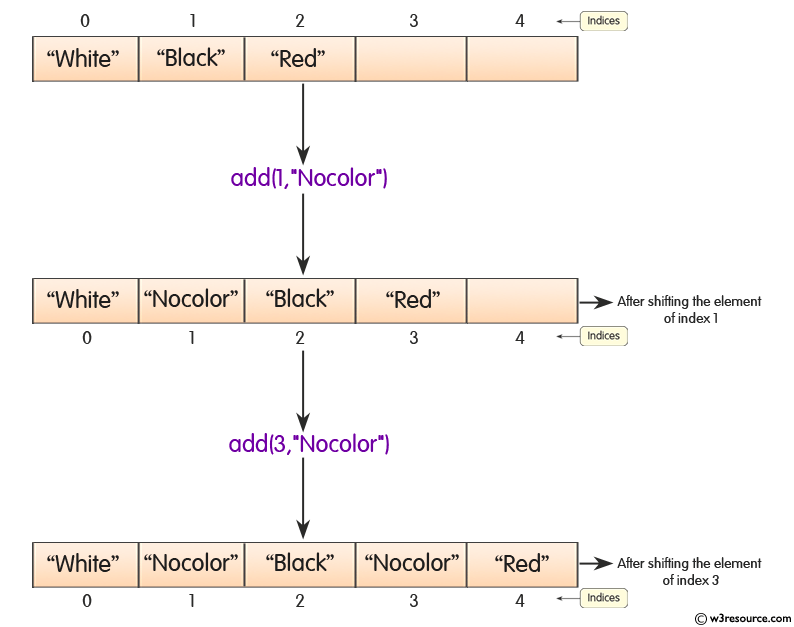 0 1 2 3 4 Indices
“White” “Black” “Red”
add(1,"Nocolor")
“White” “Nocolor” “Black” “Red” After shifting the element
of index 1
0 1 2 3 4 Indices
add(3,"Nocolor")
“White” “Nocolor” “Black” “Nocolor” “Red” After shifting the element
of index 3
0 1 2 3 4 Indices
© w3resource.com